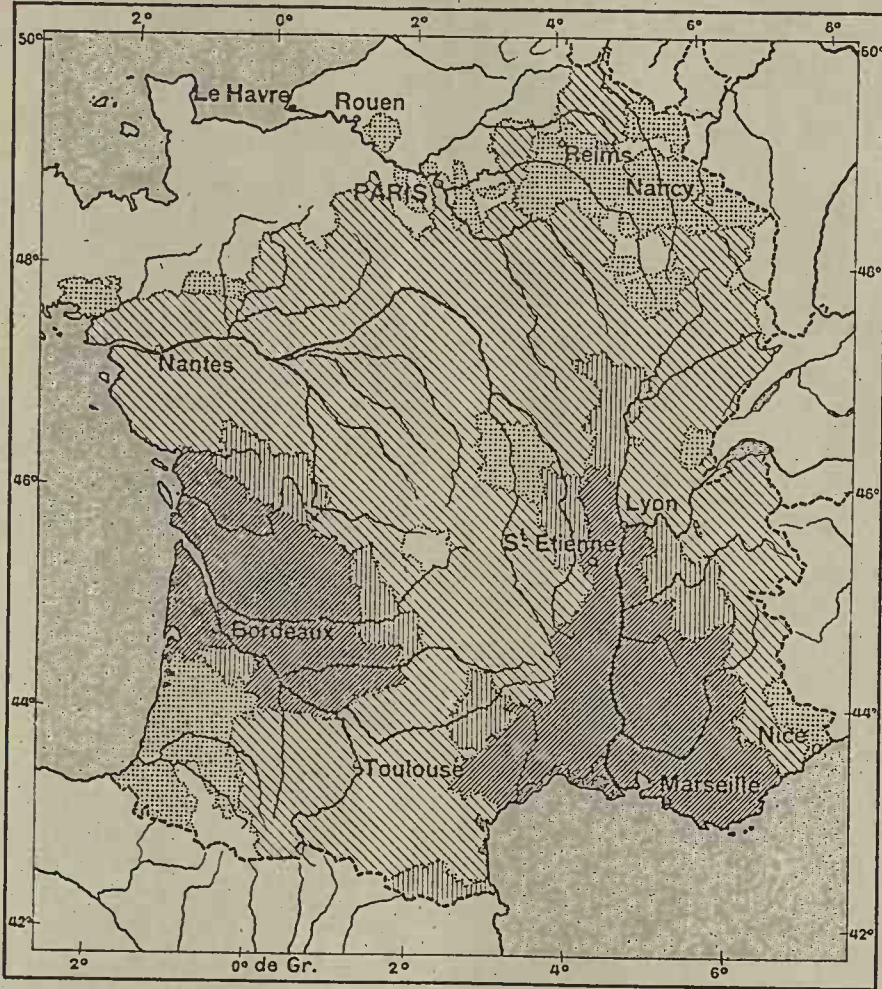 2° 0° 2° 4° 6° 8°
50° 50°
Le Havre
Rouen
Reims
PARIS
Nancy
48° 48°
Nantes
46° 46°
Lyon
St Etienne
Bordeaux
44° 44°
Nice
Toulouse
Marseille
42° 42°
2° 0° de Gr. 2° 4° 6°